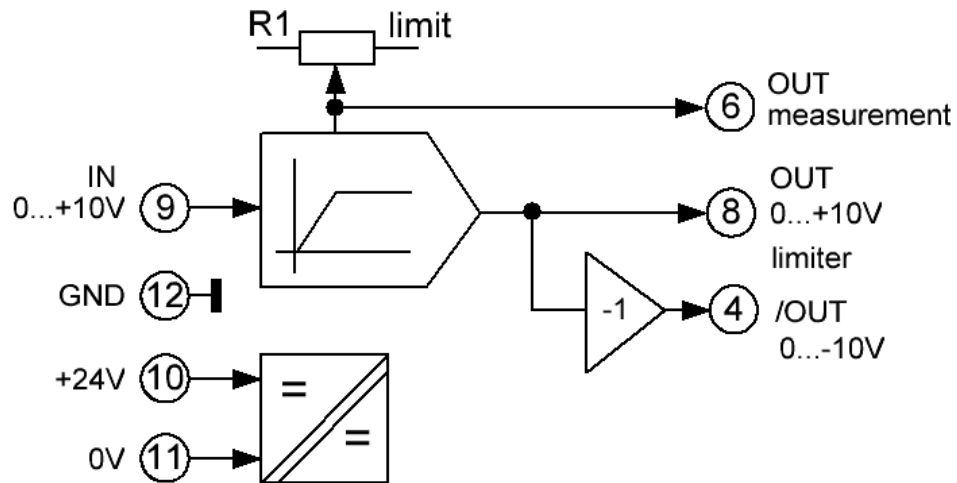 R1 limit
6 OUT
measurement
IN
0...+10V 9
OUT
8 0...+10V
limiter
GND 12
-1
4 /OUT
0...-10V
+24V 10
=
=
0V 11